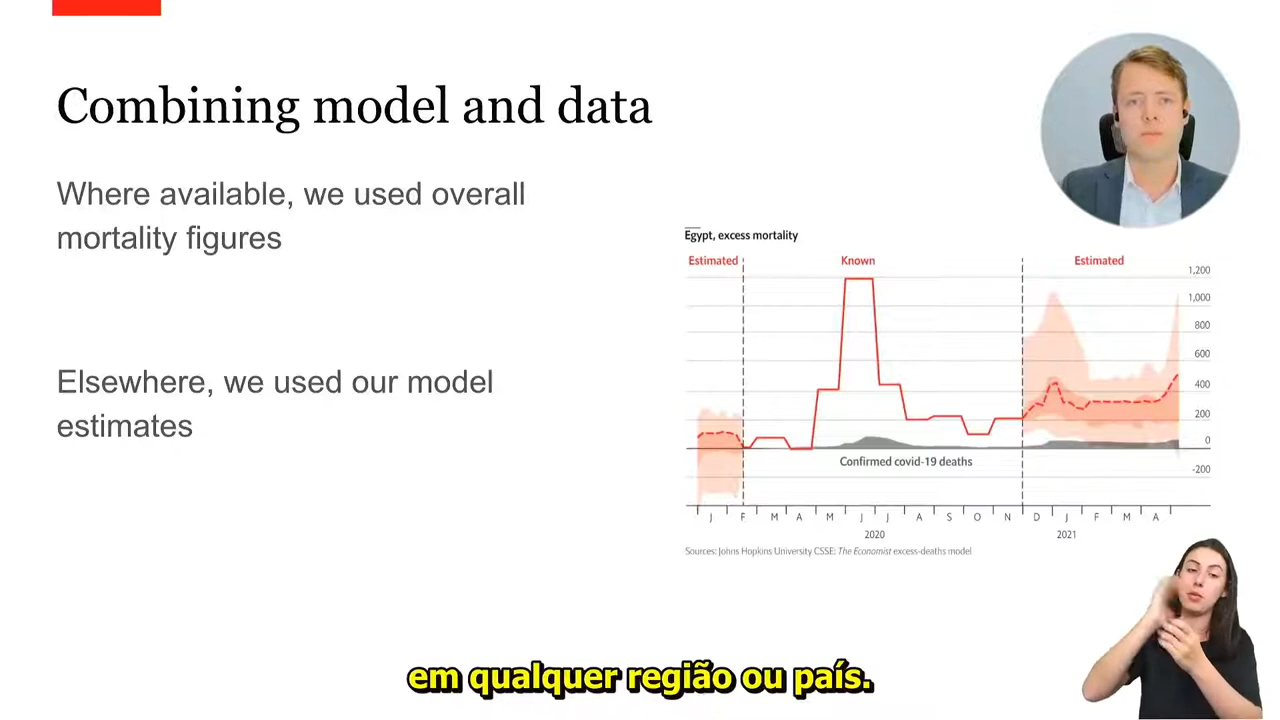 Combining model and data
Where available, we used overall
mortality figures
Elsewhere, we used our model
estimates
Egypt, excess mortality
Estimated
Known
Estimated
1,200
1,000
800
600
400
200
0
-200
Confirmed covid-19 deaths
J F M A M J J A S O N D J F M A
2020 2021
Sources: Johns Hopkins University CSSE; The Economist excess-deaths model
em qualquer região ou país.